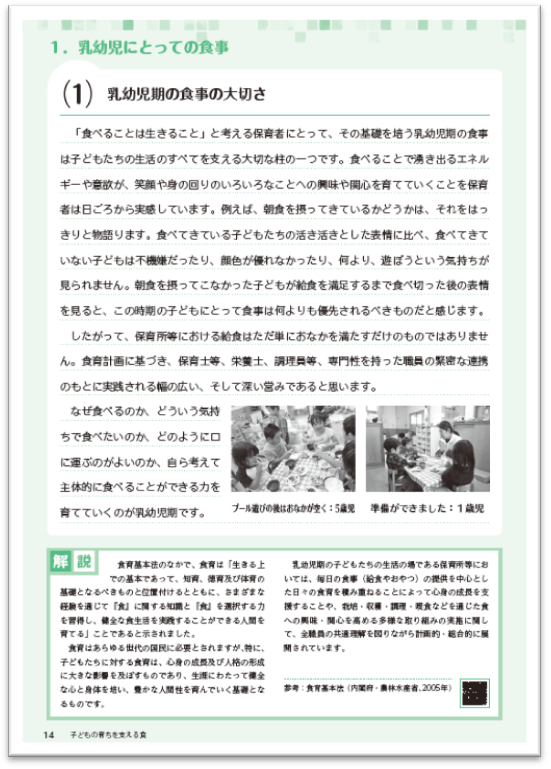 1. 乳幼児にとっての食事
(1) 乳幼児期の食事の大切さ
「食べることは生きること」と考える保育者にとって、その基礎を培う乳幼児期の食事
は子どもたちの生活のすべてを支える大切な柱の一つです。食べることで湧き出るエネル
ギーや意欲が、笑顔や身の回りのいろいろなことへの興味や関心を育てていくことを保育
者は日ごろから実感しています。例えば、朝食を摂ってきているかどうかは、それをはっ
きりと物語ります。食べてきている子どもたちの活き活きとした表情に比べ、食べてきて
いない子どもは不機嫌だったり、顔色が優れなかったり、何より、遊ぼうという気持ちが
見られません。朝食を摂ってこなかった子どもが給食を満足するまで食べ切った後の表情
を見ると、この時期の子どもにとって食事は何よりも優先されるべきものだと感じます。
したがって、保育所等における給食はただ単におなかを満たすだけのものではありませ
ん。食育計画に基づき、保育士等、栄養士、調理員等、専門性を持った職員の緊密な連携
のもとに実践される幅の広い、そして深い営みであると思います。
なぜ食べるのか、どういう気持
ちで食べたいのか、どのように口
に運ぶのがよいのか、自ら考えて
主体的に食べることができる力を
育てていくのが乳幼児期です。
プール遊びの後はおなかが空く:5歳児
準備ができました:1歳児
解説
食育基本法のなかで、食育は「生きる上
での基本であって、知育、徳育及び体育の
基礎となるべきものと位置付けるとともに、さまざまな
経験を通じて『食』に関する知識と『食』を選択する力
を習得し、健全な食生活を実践することができる人間を
育てる」ことであると示されました。
食育はあらゆる世代の国民に必要とされますが、特に、
子どもたちに対する食育は、心身の成長及び人格の形成
に大きな影響を及ぼすものであり、生涯にわたって健全
な心と身体を培い、豊かな人間性を育んでいく基礎とな
るものです。
乳幼児期の子どもたちの生活の場である保育所等にお
いては、毎日の食事(給食やおやつ)の提供を中心とし
た日々の食育を積み重ねることによって心身の成長を支
援することや、栽培・収穫・調理・喫食などを通じた食
への興味・関心を高める多様な取り組みの実施に関し
て、全職員の共通理解を図りながら計画的・総合的に展
開されています。
参考:食育基本法(内閣府・農林水産省、2005年)
14 子どもの育ちを支える食